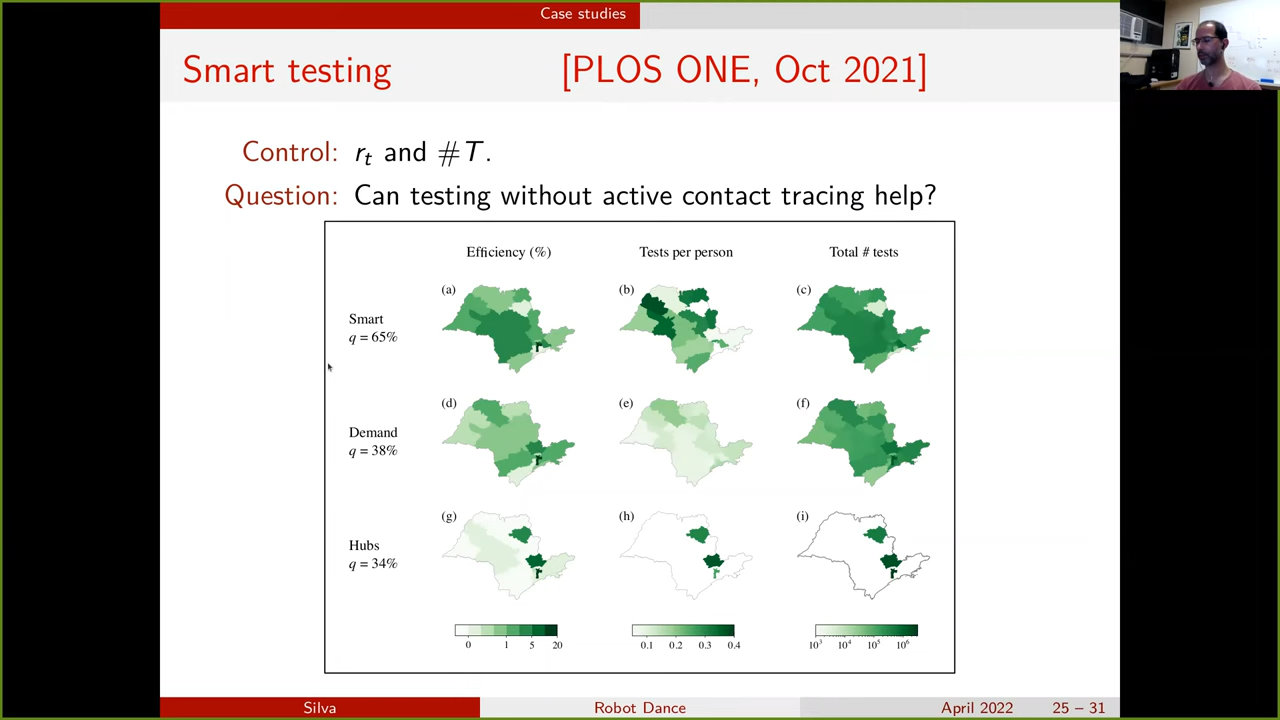 Case studies
Smart testing [PLOS ONE, Oct 2021]
Control: rₜ and #T.
Question: Can testing without active contact tracing help?
Efficiency (%) Tests per person Total # tests
(a) (b) (c)
Smart
q = 65%
(d) (e) (f)
Demand
q = 38%
(g) (h) (i)
Hubs
q = 34%
0 1 5 20 0.1 0.2 0.3 0.4 10³ 10⁴ 10⁵ 10⁶
Silva Robot Dance April 2022 25 – 31